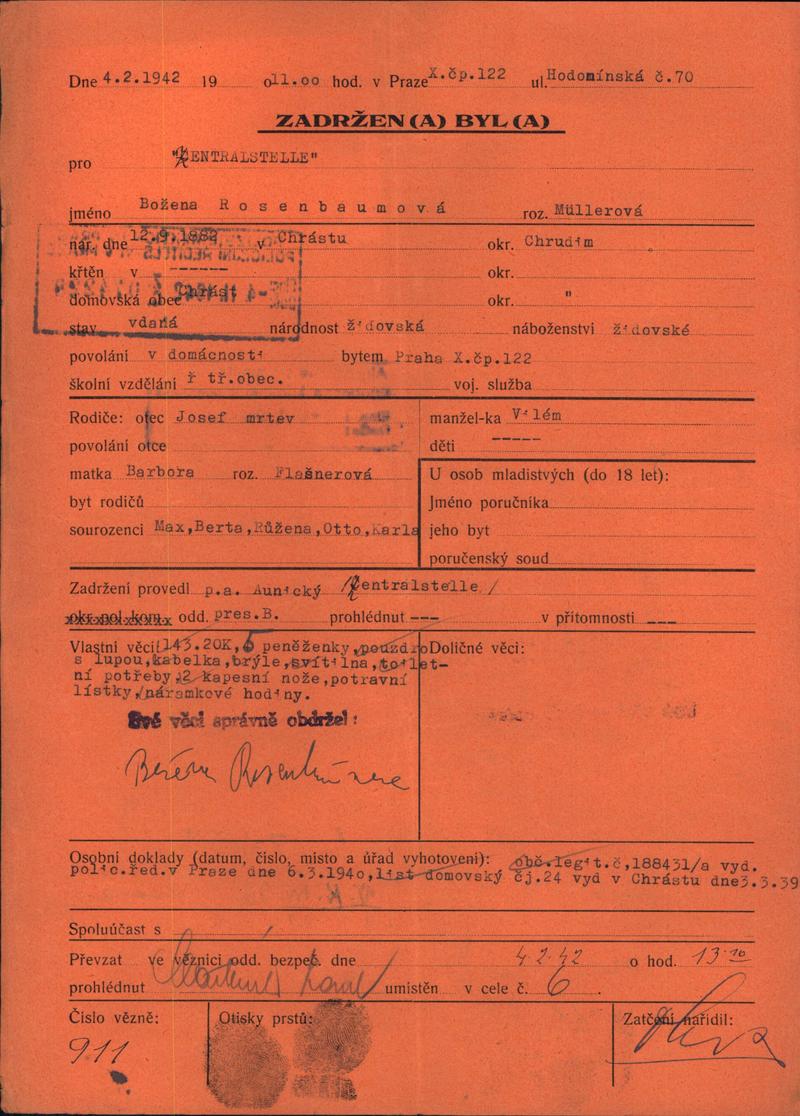 Dne 4.2.1942 19 o 11.00 hod. v Praze X.čp.122 ul. Hodomínská č.70
ZADRŽEN(A) BYL(A)
pro "ZENTRALSTELLE"
jméno Božena Rosenbaumová roz. Müllerová
nar. dne 12.9. v Chrástu okr. Chrudim
křtěn v ------ okr.
domovská obec Chrást okr. "
stav vdaná národnost židovská náboženství židovské
povolání v domácnosti bytem Praha X.čp.122
školní vzdělání ř tř.obec. voj. služba
Rodiče: otec Josef mrtev manžel-ka Vilém
povolání otce děti -----
matka Barbora roz. Flašnerová U osob mladistvých (do 18 let):
byt rodičů Jméno poručníka
sourozenci Max,Berta,Růžena,Otto,Karla jeho byt
poručenský soud
Zadržení provedl p.a. Aunický /Zentralstelle/
okr.pol.kom. odd. pres.B. prohlédnut --- v přítomnosti ---
Vlastní věci: 143.20K, peněženky,pouzdro Doličné věci:
s lupou,kabelka,brýle,svítilna,toilet-
ní potřeby,2 kapesní nože,potravní
lístky,náramkové hodiny.
Své věci správně obdržel:
Osobní doklady (datum, číslo, místo a úřad vyhotovení): obč.legit.č,188431/a vyd.
polic.řed.v Praze dne 6.3.1940,list domovský čj.24 vyd v Chrástu dne3.3.39
Spoluúčast s /
Převzat ve věznici odd. bezpeč. dne 4.2.42 o hod. 13
prohlédnut umístěn v cele č. 6.
Číslo vězně: Otisky prstů: Zatčení nařídil:
911